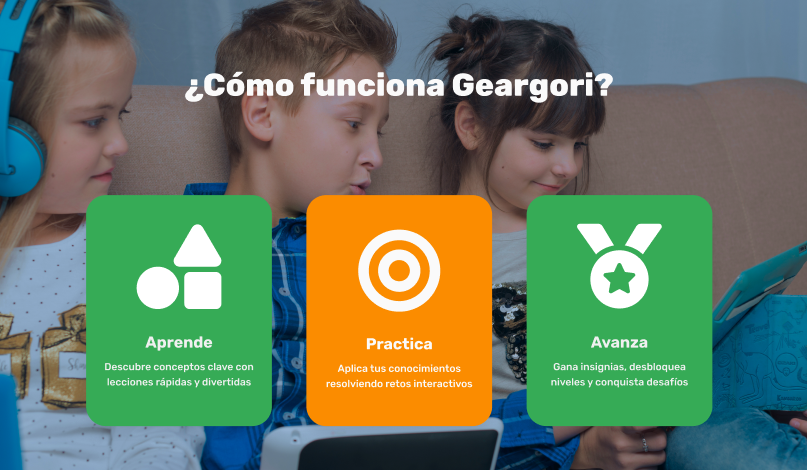 ¿Cómo funciona Geargori?
Aprende
Descubre conceptos clave con
lecciones rápidas y divertidas
Practica
Aplica tus conocimientos
resolviendo retos interactivos
Avanza
Gana insignias, desbloquea
niveles y conquista desafíos